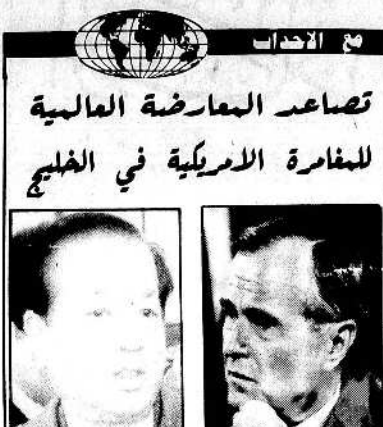 مع الاحداث
تصاعد المعارضة العالمية
للمغامرة الامريكية في الخليج